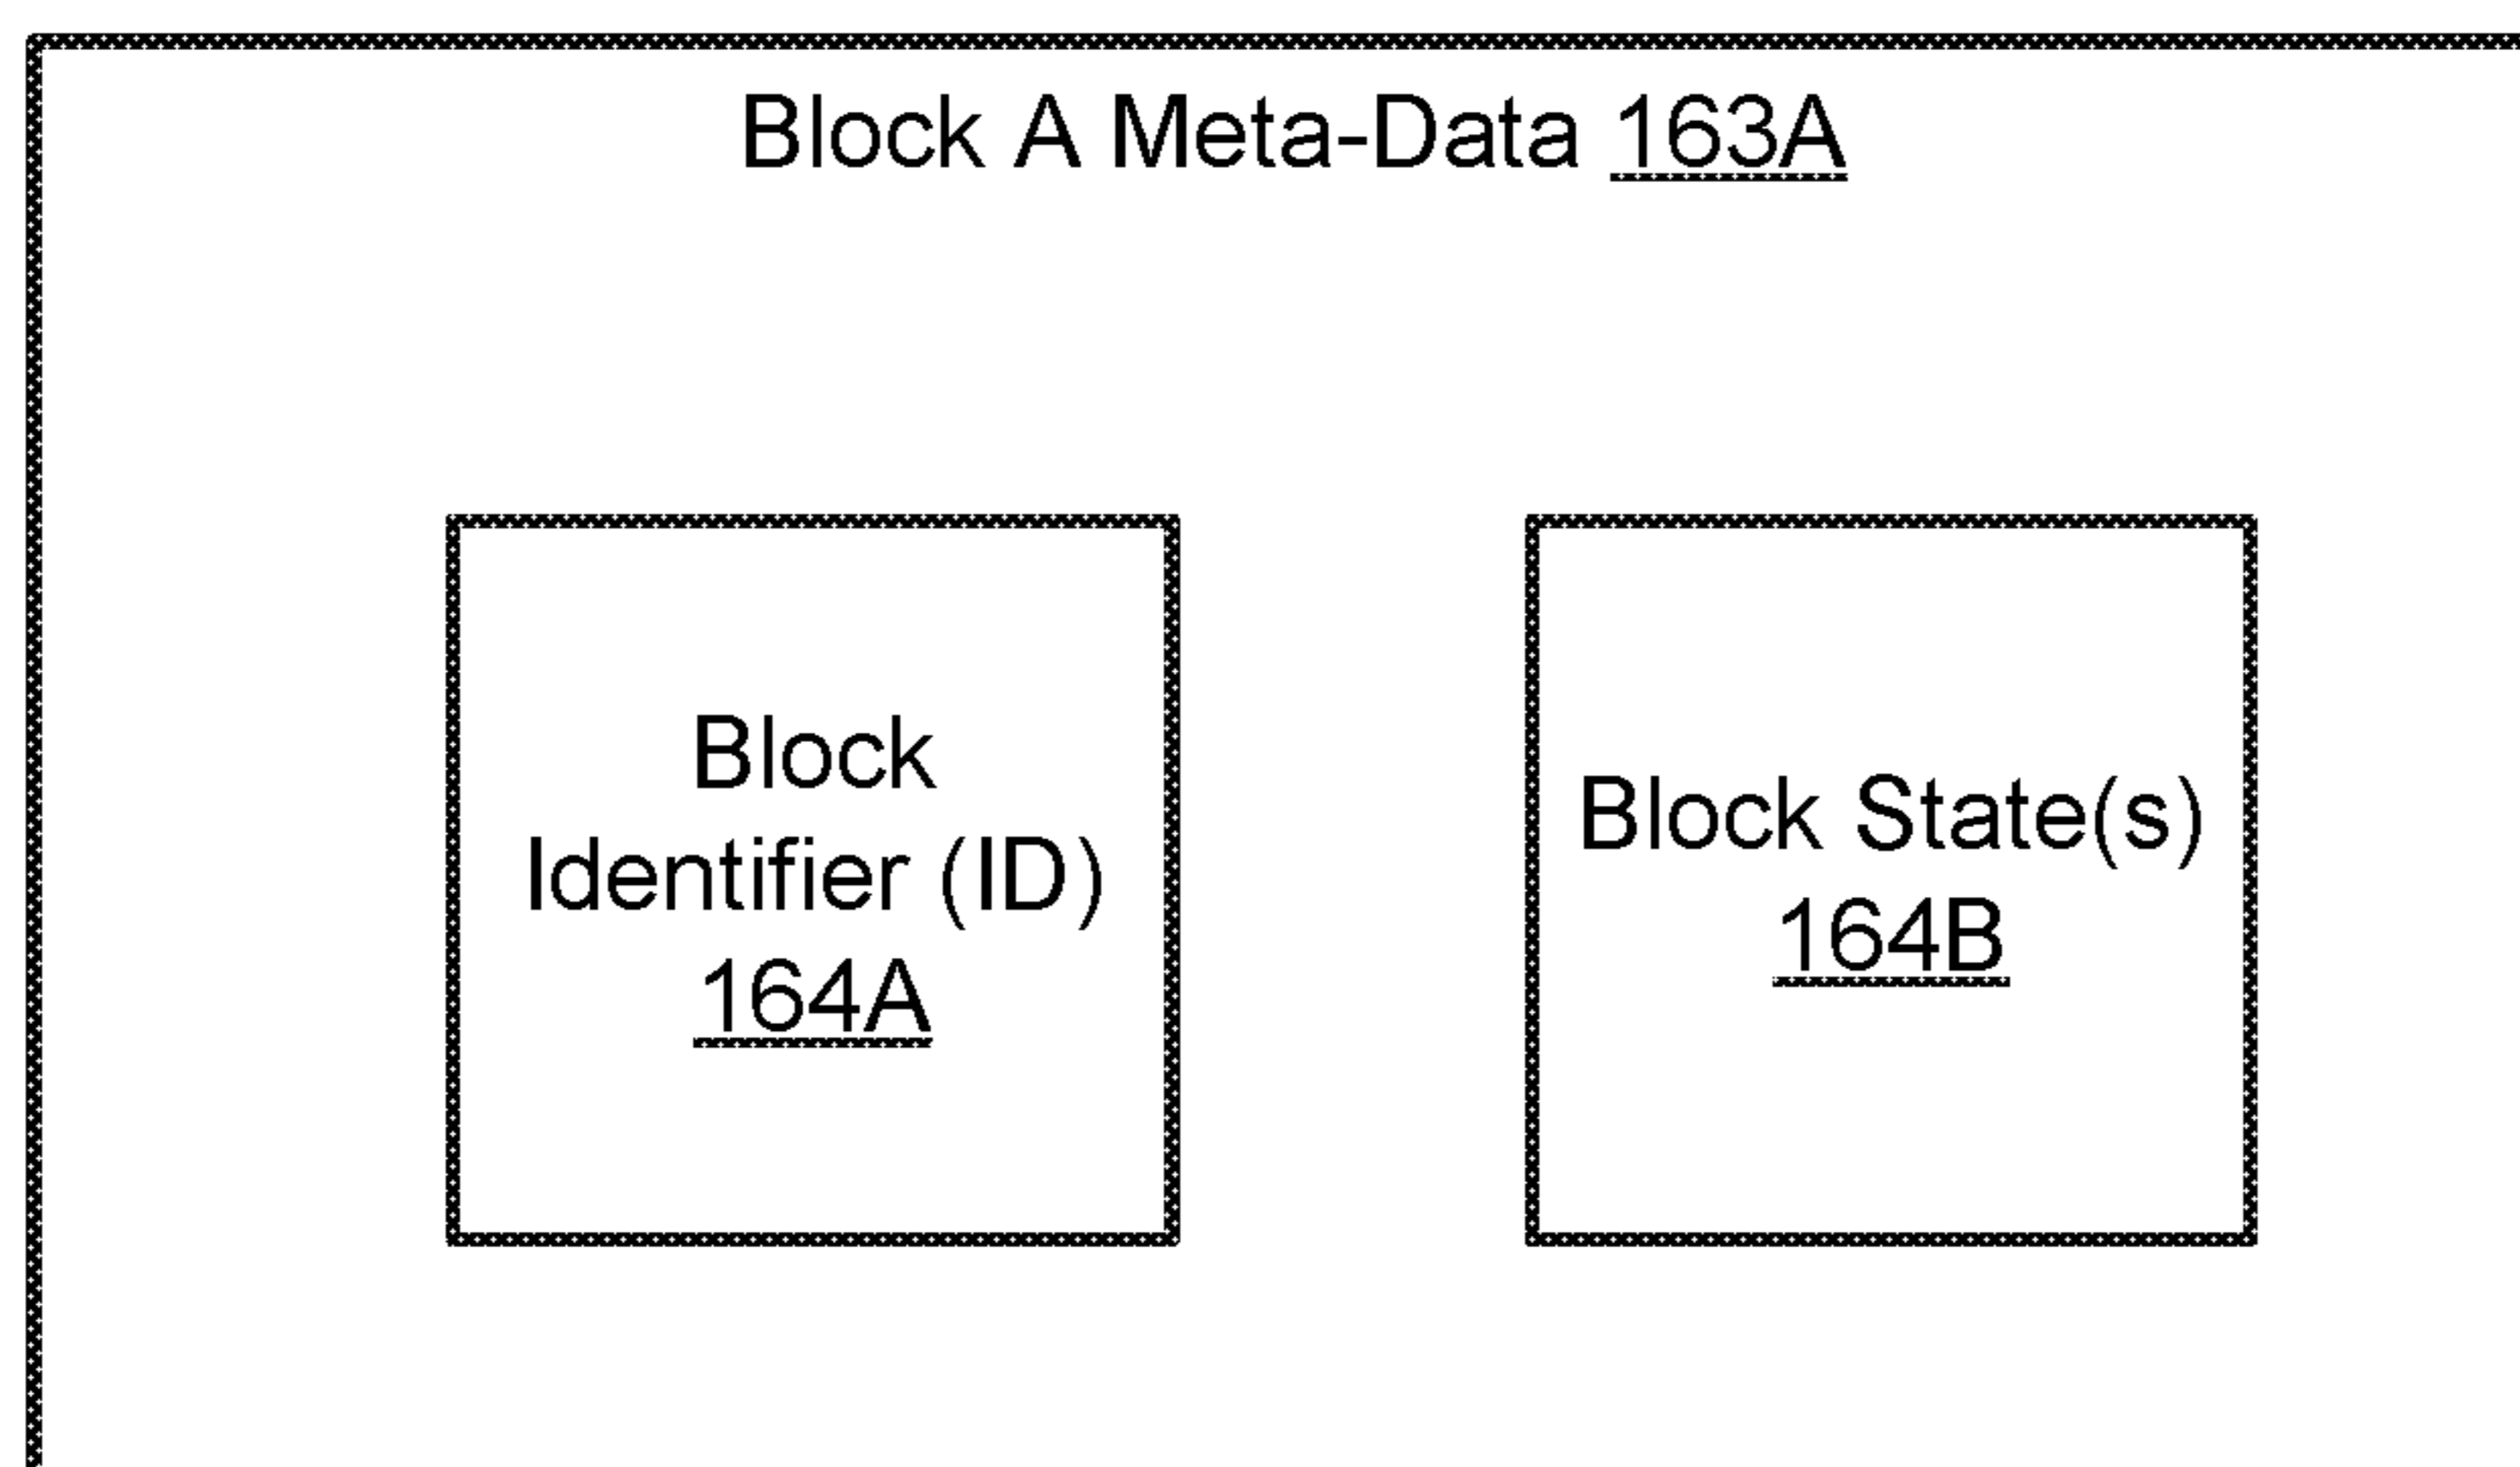 Block A Meta-Data 163A
Block
Identifier (ID)
164A
Block State(s)
164B